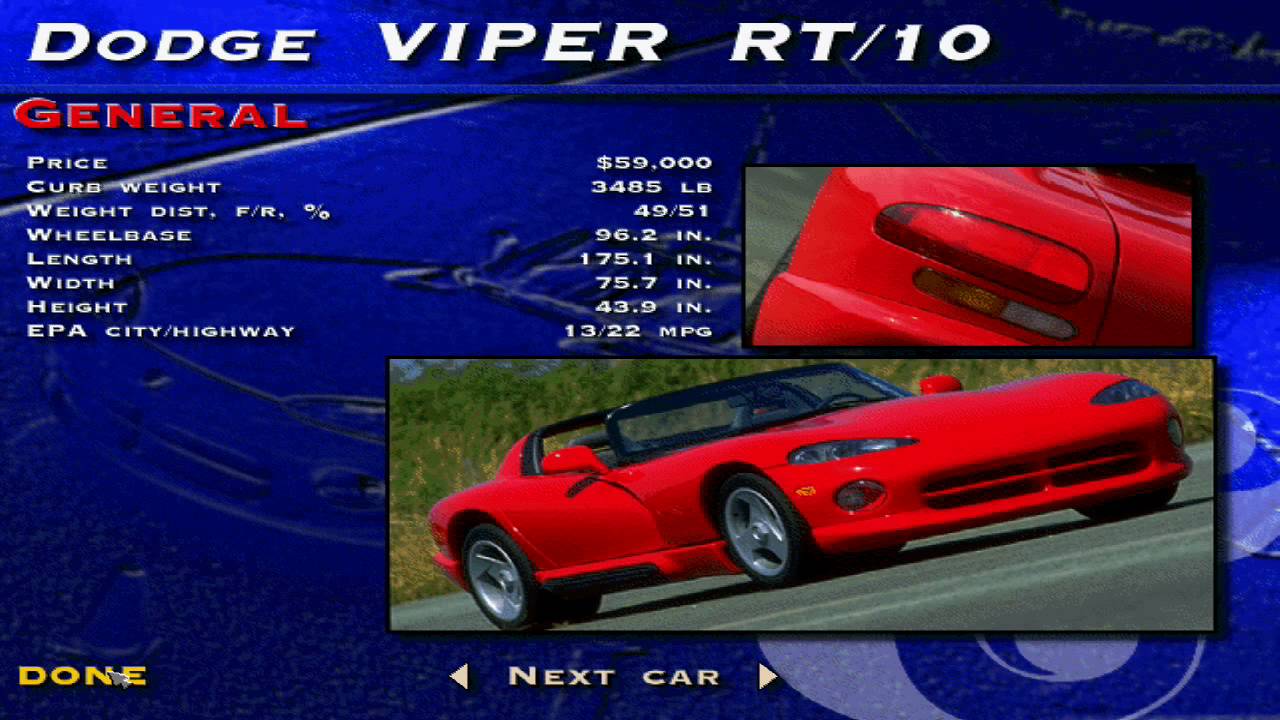 DODGE VIPER RT/10
GENERAL
PRICE $59,000
CURB WEIGHT 3485 LB
WEIGHT DIST, F/R, % 49/51
WHEELBASE 96.2 IN.
LENGTH 175.1 IN.
WIDTH 75.7 IN.
HEIGHT 43.9 IN.
EPA CITY/HIGHWAY 13/22 MPG
DONE
NEXT CAR